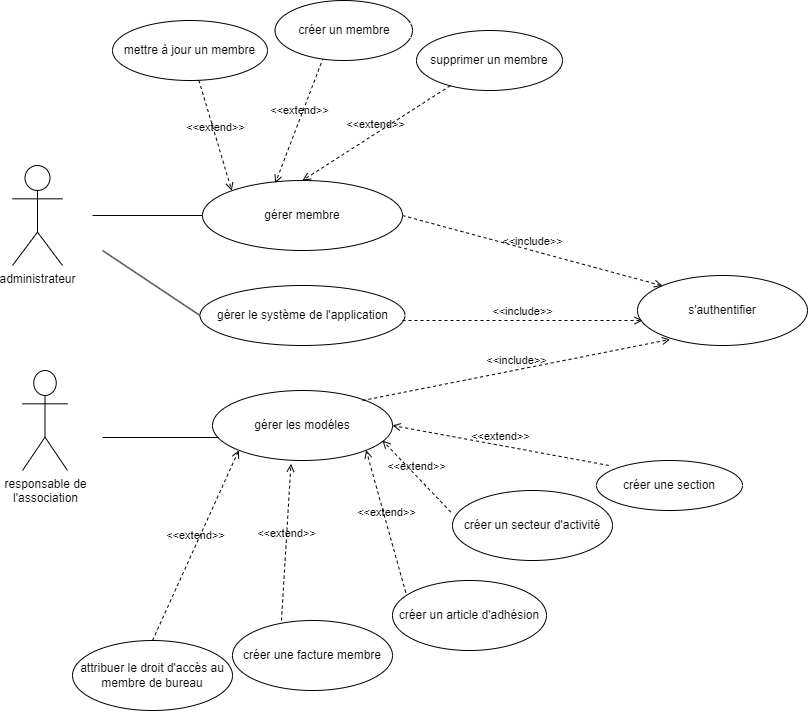 créer un membre
mettre à jour un membre
supprimer un membre
<<extend>>
<<extend>>
<<extend>>
gérer membre
<<include>>
administrateur
gérer le système de l'application
<<include>>
s'authentifier
<<include>>
gérer les modéles
<<extend>>
<<extend>>
responsable de
l'association
créer une section
<<extend>>
créer un secteur d'activité
<<extend>>
<<extend>>
créer un article d'adhésion
créer une facture membre
attribuer le droit d'accès au
membre de bureau